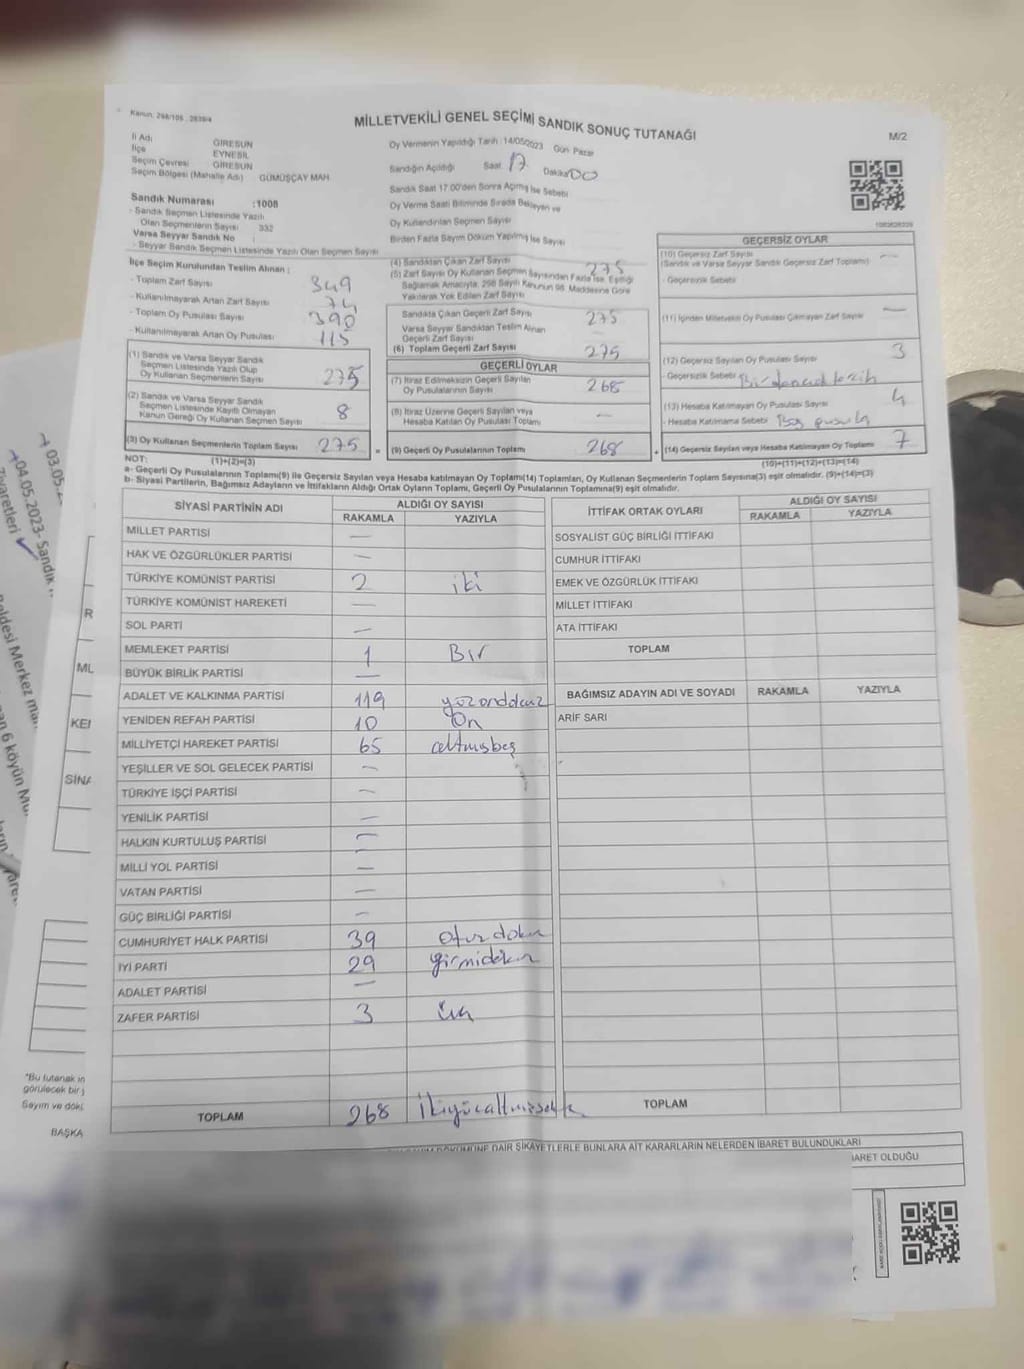 Kanun: 298/105 , 2839/4
MİLLETVEKİLİ GENEL SEÇİMİ SANDIK SONUÇ TUTANAĞI
M/2
İl Adı GİRESUN
İlçe EYNESİL
Seçim Çevresi GİRESUN
Seçim Bölgesi (Mahalle Adı) GÜMÜŞÇAY MAH.
Sandık Numarası :1008
- Sandık Seçmen Listesinde Yazılı
Olan Seçmenlerin Sayısı 332
Varsa Seyyar Sandık No :
- Seyyar Sandık Seçmen Listesinde Yazılı Olan Seçmen Sayısı
Oy Vermenin Yapıldığı Tarih : 14/05/2023 Gün Pazar
Sandığın Açıldığı Saat 17 Dakika 00
Sandık Saat 17.00'den Sonra Açılmış İse Sebebi
Oy Verme Saati Bitiminde Sırada Bekleyen ve
Oy Kullandırılan Seçmen Sayısı
Birden Fazla Sayım Döküm Yapılmış İse Sayısı
İlçe Seçim Kurulundan Teslim Alınan :
- Toplam Zarf Sayısı 349
- Kullanılmayarak Artan Zarf Sayısı 74
- Toplam Oy Pusulası Sayısı 390
- Kullanılmayarak Artan Oy Pusulası 115
(1) Sandık ve Varsa Seyyar Sandık
Seçmen Listesinde Yazılı Olup
Oy Kullanan Seçmenlerin Sayısı 275
(2) Sandık ve Varsa Seyyar Sandık
Seçmen Listesinde Kayıtlı Olmayan
Kanun Gereği Oy Kullanan Seçmen Sayısı 8
(3) Oy Kullanan Seçmenlerin Toplam Sayısı 275
(4) Sandıktan Çıkan Zarf Sayısı 275
(5) Zarf Sayısı Oy Kullanan Seçmen Sayısından Fazla İse, Eşitliği
Sağlamak Amacıyla, 298 Sayılı Kanunun 98. Maddesine Göre
Yakılarak Yok Edilen Zarf Sayısı
Sandıkta Çıkan Geçerli Zarf Sayısı 275
Varsa Seyyar Sandıktan Teslim Alınan
Geçerli Zarf Sayısı
(6) Toplam Geçerli Zarf Sayısı 275
GEÇERLİ OYLAR
(7) İtiraz Edilmeksizin Geçerli Sayılan
Oy Pusulalarının Sayısı 268
(8) İtiraz Üzerine Geçerli Sayılan veya
Hesaba Katılan Oy Pusulası Toplamı —
= (9) Geçerli Oy Pusulalarının Toplamı 268
GEÇERSİZ OYLAR
(10) Geçersiz Zarf Sayısı
(Sandık ve Varsa Seyyar Sandık Geçersiz Zarf Toplamı) —
- Geçersizlik Sebebi
(11) İçinden Milletvekili Oy Pusulası Çıkmayan Zarf Sayısı —
(12) Geçersiz Sayılan Oy Pusulası Sayısı 3
- Geçersizlik Sebebi
(13) Hesaba Katılmayan Oy Pusulası Sayısı 4
- Hesaba Katılmama Sebebi Boş pusula
+ (14) Geçersiz Sayılan veya Hesaba Katılmayan Oy Toplamı 7
NOT: (1)+(2)=(3) (10)+(11)+(12)+(13)=(14)
a- Geçerli Oy Pusulalarının Toplamı(9) ile Geçersiz Sayılan veya Hesaba katılmayan Oy Toplamı(14) Toplamları, Oy Kullanan Seçmenlerin Toplam Sayısına(3) eşit olmalıdır. (9)+(14)=(3)
b- Siyasi Partilerin, Bağımsız Adayların ve İttifakların Aldığı Ortak Oyların Toplamı, Geçerli Oy Pusulalarının Toplamına(9) eşit olmalıdır.
SİYASİ PARTİNİN ADI ALDIĞI OY SAYISI
RAKAMLA YAZIYLA
MİLLET PARTİSİ —
HAK VE ÖZGÜRLÜKLER PARTİSİ —
TÜRKİYE KOMÜNİST PARTİSİ 2 iki
TÜRKİYE KOMÜNİST HAREKETİ —
SOL PARTİ —
MEMLEKET PARTİSİ 1 Bir
BÜYÜK BİRLİK PARTİSİ —
ADALET VE KALKINMA PARTİSİ 119 yüzondokuz
YENİDEN REFAH PARTİSİ 10 On
MİLLİYETÇİ HAREKET PARTİSİ 65 altmışbeş
YEŞİLLER VE SOL GELECEK PARTİSİ —
TÜRKİYE İŞÇİ PARTİSİ —
YENİLİK PARTİSİ —
HALKIN KURTULUŞ PARTİSİ —
MİLLİ YOL PARTİSİ —
VATAN PARTİSİ —
GÜÇ BİRLİĞİ PARTİSİ —
CUMHURİYET HALK PARTİSİ 39 otuzdokuz
İYİ PARTİ 29 yirmidokuz
ADALET PARTİSİ —
ZAFER PARTİSİ 3 üç
TOPLAM 268 İkiyüzaltmışsekiz
İTTİFAK ORTAK OYLARI ALDIĞI OY SAYISI
RAKAMLA YAZIYLA
SOSYALİST GÜÇ BİRLİĞİ İTTİFAKI
CUMHUR İTTİFAKI
EMEK VE ÖZGÜRLÜK İTTİFAKI
MİLLET İTTİFAKI
ATA İTTİFAKI
TOPLAM
BAĞIMSIZ ADAYIN ADI VE SOYADI RAKAMLA YAZIYLA
ARİF SARI
TOPLAM
DAİR ŞİKAYETLERLE BUNLARA AİT KARARLARIN NELERDEN İBARET BULUNDUKLARI
BARET OLDUĞU
03.05.2
04.05.2023- Sandık
Ziyaretleri
Beldesi Merkez
6 köyün
R
MU
KEI
SİNA
*Bu tutanak
görülecek bir
Sayım ve dökü
BAŞKA